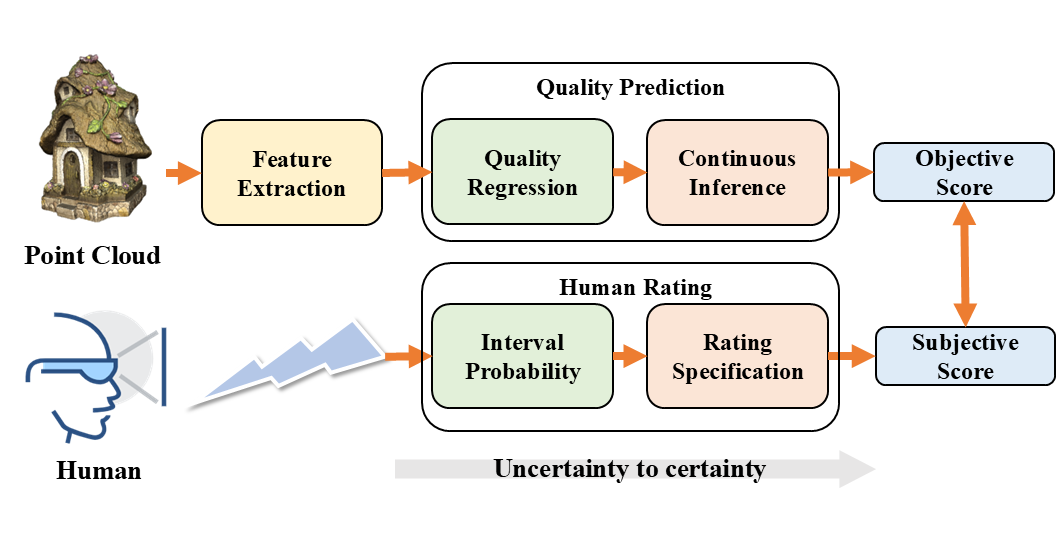 Quality Prediction
Feature
Extraction
Quality
Regression
Continuous
Inference
Objective
Score
Point Cloud
Human Rating
Interval
Probability
Rating
Specification
Subjective
Score
Human
Uncertainty to certainty